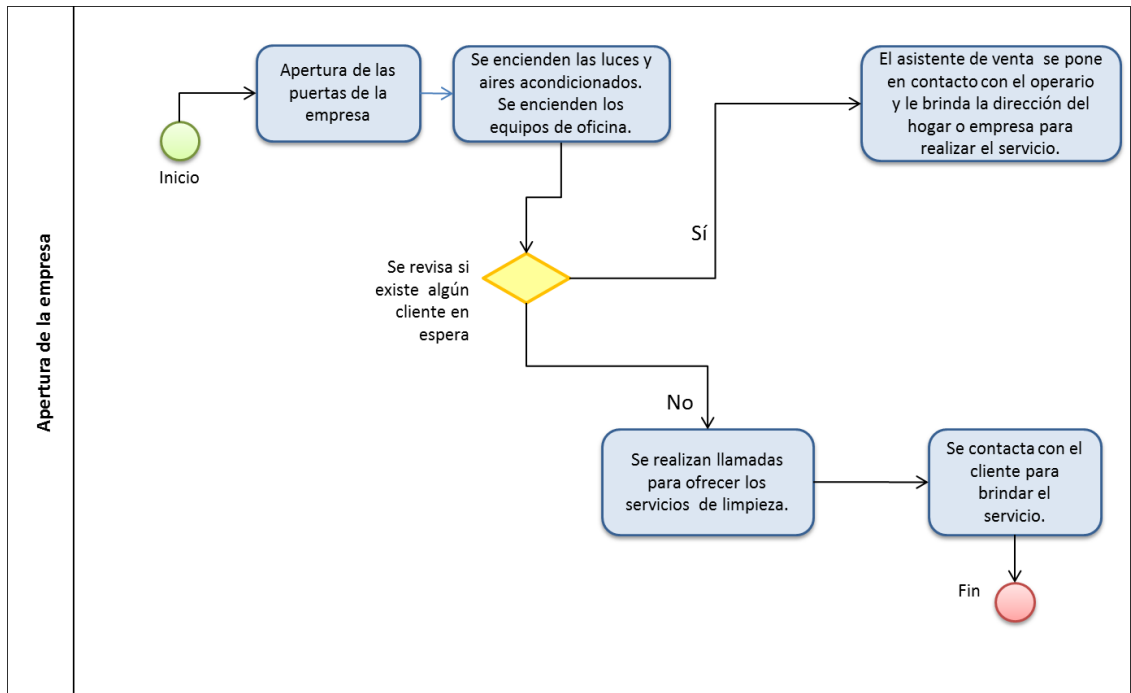 Apertura de la empresa
Inicio
Apertura de las
puertas de la
empresa
Se encienden las luces y
aires acondicionados.
Se encienden los
equipos de oficina.
El asistente de venta se pone
en contacto con el operario
y le brinda la dirección del
hogar o empresa para
realizar el servicio.
Sí
Se revisa si
existe algún
cliente en
espera
No
Se realizan llamadas
para ofrecer los
servicios de limpieza.
Se contacta con el
cliente para
brindar el
servicio.
Fin